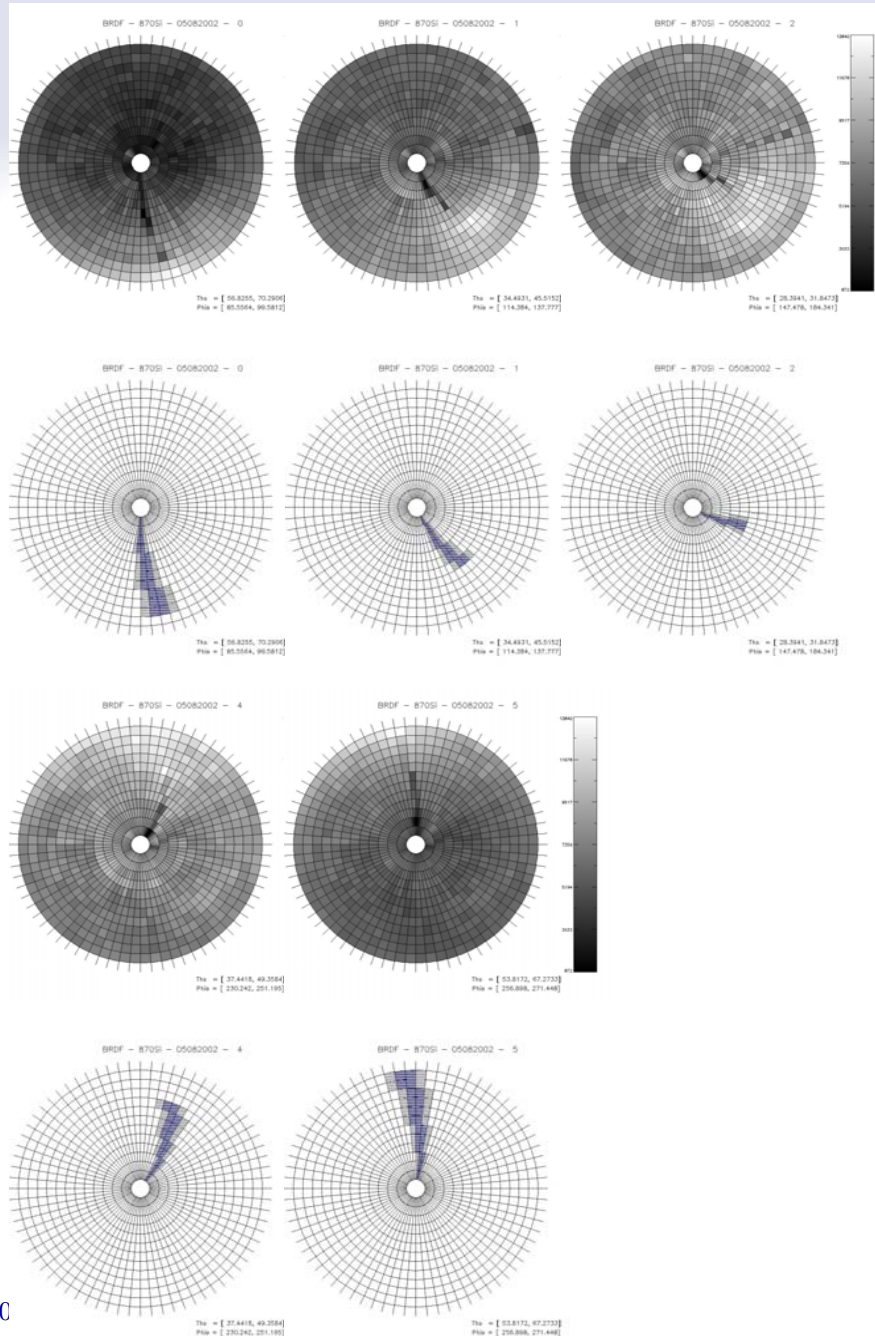 BRDF - 870Si - 05082002 - 0
BRDF - 870Si - 05082002 - 1
BRDF - 870Si - 05082002 - 2
Ths = [ 56.8255, 70.2906]
Phis = [ 85.5564, 99.5812]
Ths = [ 34.4931, 45.5152]
Phis = [ 114.384, 137.777]
Ths = [ 28.3941, 31.8473]
Phis = [ 147.478, 184.341]
BRDF - 870Si - 05082002 - 0
BRDF - 870Si - 05082002 - 1
BRDF - 870Si - 05082002 - 2
Ths = [ 56.8255, 70.2906]
Phis = [ 85.5564, 99.5812]
Ths = [ 34.4931, 45.5152]
Phis = [ 114.384, 137.777]
Ths = [ 28.3941, 31.8473]
Phis = [ 147.478, 184.341]
BRDF - 870Si - 05082002 - 4
BRDF - 870Si - 05082002 - 5
Ths = [ 37.4418, 49.3584]
Phis = [ 230.242, 251.195]
Ths = [ 53.8172, 67.2733]
Phis = [ 256.898, 271.448]
BRDF - 870Si - 05082002 - 4
BRDF - 870Si - 05082002 - 5
Ths = [ 37.4418, 49.3584]
Phis = [ 230.242, 251.195]
Ths = [ 53.8172, 67.2733]
Phis = [ 256.898, 271.448]